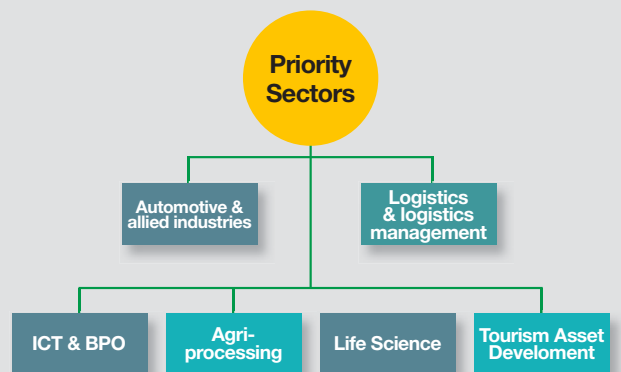 Priority
Sectors
Automotive &
allied industries
Logistics
& logistics
management
ICT & BPO
Agri-
processing
Life Science
Tourism Asset
Develoment